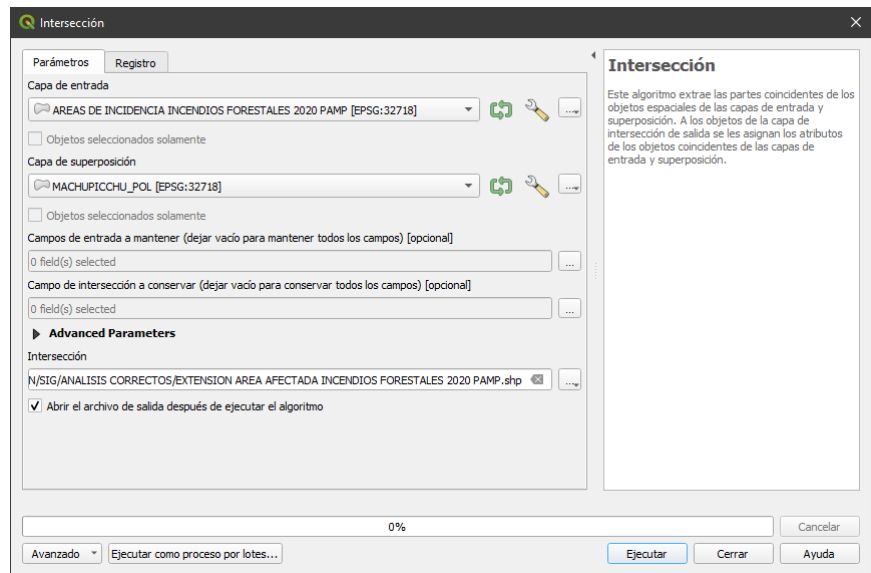 Intersección
Parámetros
Registro
Capa de entrada
AREAS DE INCIDENCIA INCENDIOS FORESTALES 2020 PAMP [EPSG:32718]
...
Objetos seleccionados solamente
Capa de superposición
MACHUPICCHU_POL [EPSG:32718]
...
Objetos seleccionados solamente
Campos de entrada a mantener (dejar vacío para mantener todos los campos) [opcional]
0 field(s) selected
...
Campo de intersección a conservar (dejar vacío para conservar todos los campos) [opcional]
0 field(s) selected
...
Advanced Parameters
Intersección
N/SIG/ANALISIS CORRECTOS/EXTENSION AREA AFECTADA INCENDIOS FORESTALES 2020 PAMP.shp
...
Abrir el archivo de salida después de ejecutar el algoritmo
Intersección
Este algoritmo extrae las partes coincidentes de los
objetos espaciales de las capas de entrada y
superposición. A los objetos de la capa de
intersección de salida se les asignan los atributos
de los objetos coincidentes de las capas de
entrada y superposición.
0%
Cancelar
Avanzado
Ejecutar como proceso por lotes...
Ejecutar
Cerrar
Ayuda